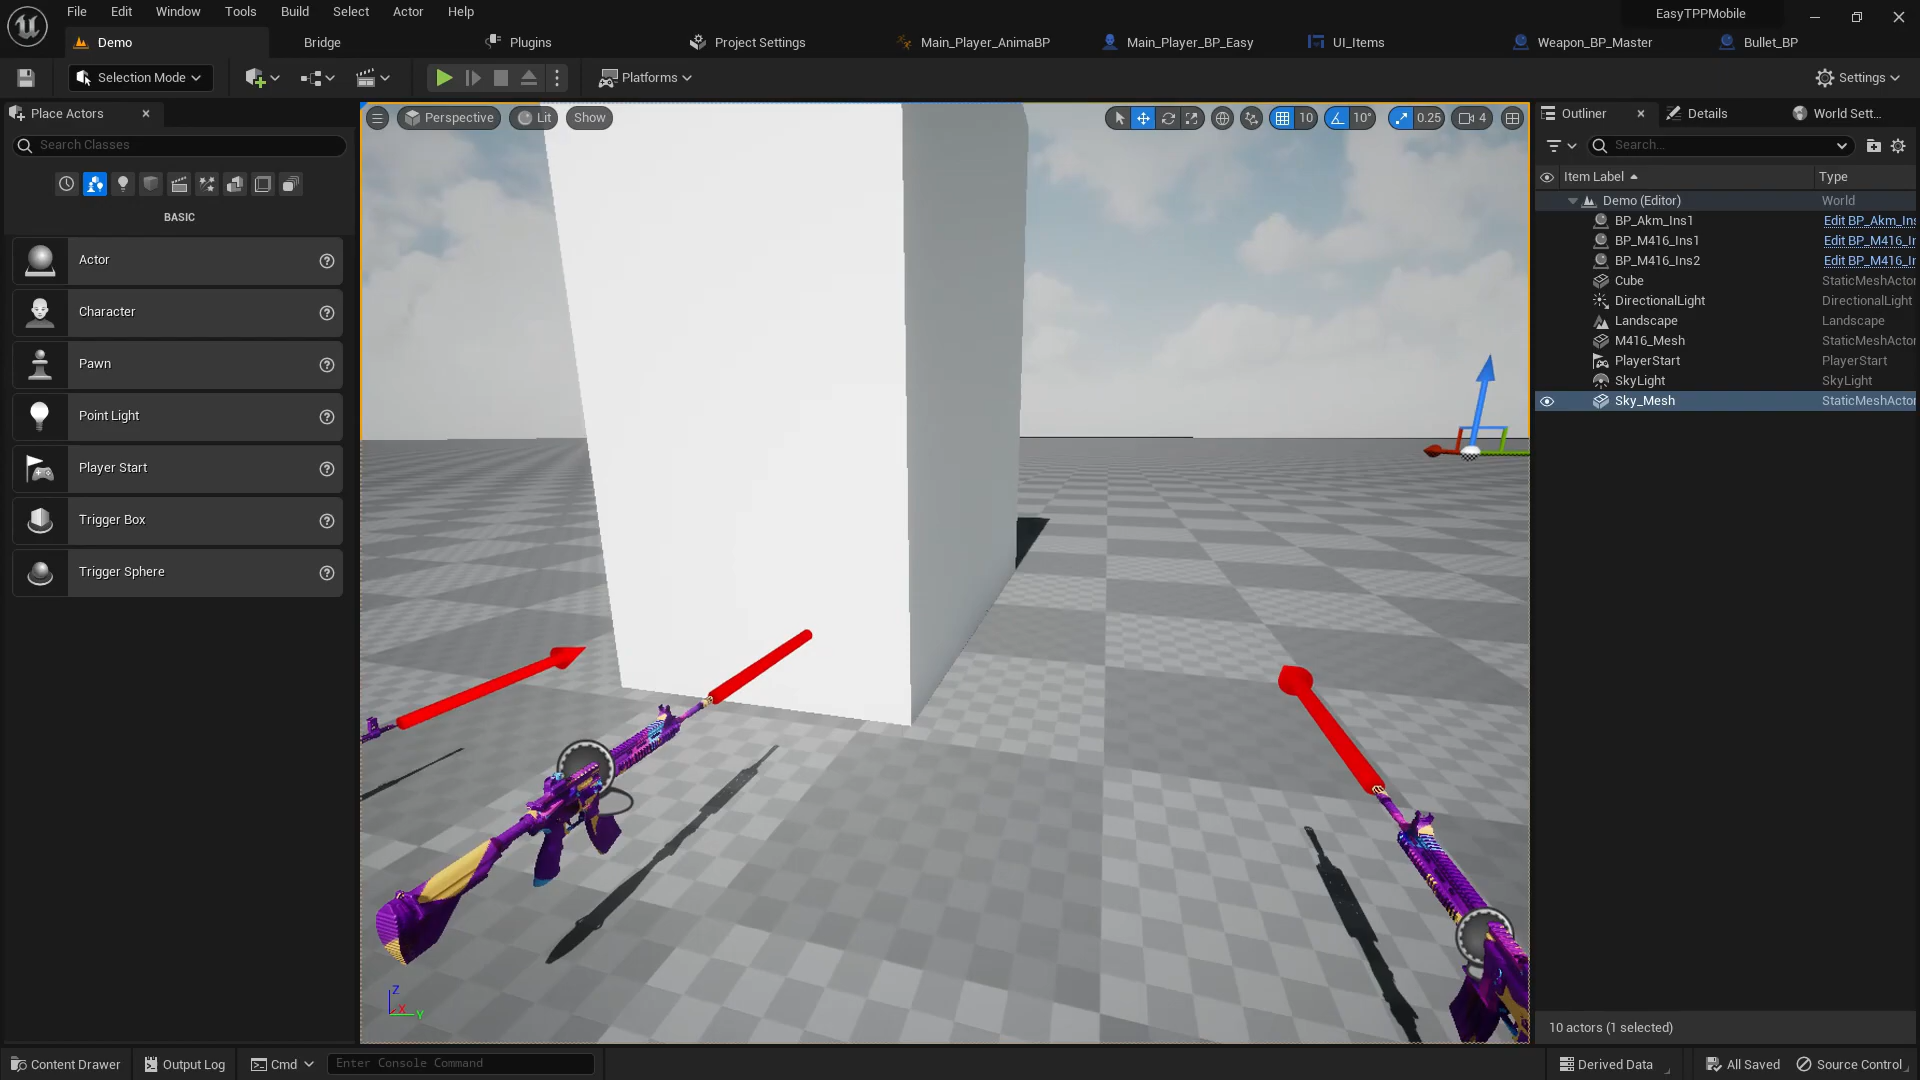 File Edit Window Tools Build Select Actor Help
EasyTPPMobile
Demo
Bridge
Plugins
Project Settings
Main_Player_AnimaBP
Main_Player_BP_Easy
UI_Items
Weapon_BP_Master
Bullet_BP
Selection Mode
Platforms
Settings
Place Actors
Search Classes
BASIC
Actor
Character
Pawn
Point Light
Player Start
Trigger Box
Trigger Sphere
Perspective
Lit
Show
10
10°
0.25
4
Z
X
Y
Outliner
Details
World Sett...
Search...
Item Label
Type
Demo (Editor) World
BP_Akm_Ins1 Edit BP_Akm_Ins
BP_M416_Ins1 Edit BP_M416_Ir
BP_M416_Ins2 Edit BP_M416_Ir
Cube StaticMeshActor
DirectionalLight DirectionalLight
Landscape Landscape
M416_Mesh StaticMeshActor
PlayerStart PlayerStart
SkyLight SkyLight
Sky_Mesh StaticMeshActor
10 actors (1 selected)
Content Drawer
Output Log
Cmd
Enter Console Command
Derived Data
All Saved
Source Control